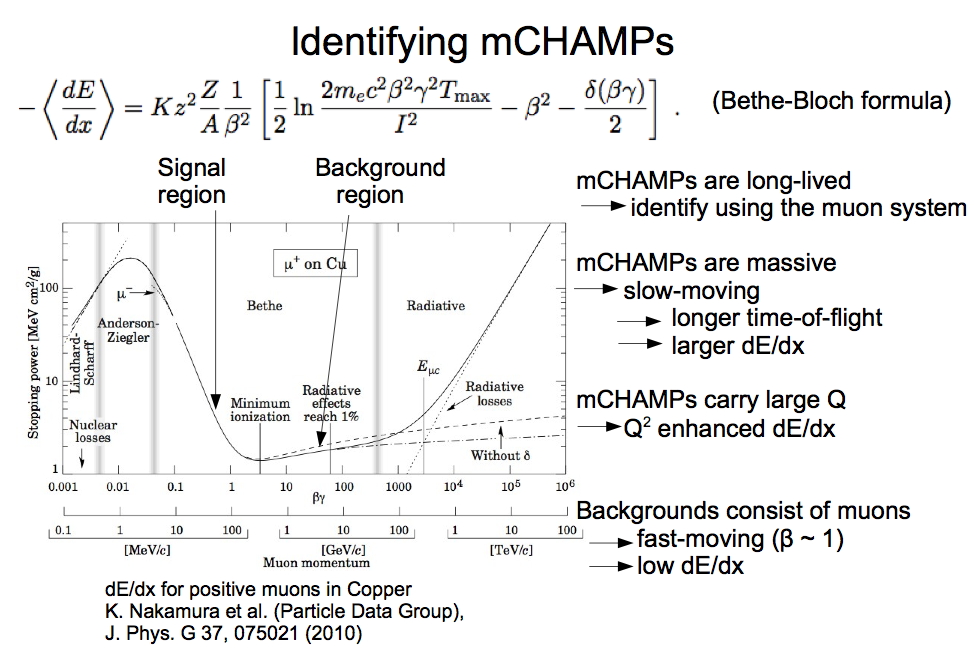 Identifying mCHAMPs
−⟨dE/dx⟩ = Kz² Z/A 1/β² [1/2 ln 2mₑc²β²γ²Tmax/I² − β² − δ(βγ)/2] .
(Bethe-Bloch formula)
Signal
region
Background
region
mCHAMPs are long-lived
identify using the muon system
mCHAMPs are massive
slow-moving
longer time-of-flight
larger dE/dx
mCHAMPs carry large Q
Q² enhanced dE/dx
Backgrounds consist of muons
fast-moving (β ~ 1)
low dE/dx
Stopping power [MeV cm²/g]
100
10
1
μ⁺ on Cu
μ⁻
Bethe
Radiative
Anderson-
Ziegler
Lindhard-
Scharff
Eμc
Radiative
effects
reach 1%
Radiative
losses
Minimum
ionization
Nuclear
losses
Without δ
0.001 0.01 0.1 1 10 100 1000 10⁴ 10⁵ 10⁶
βγ
0.1 1 10 100 1 10 100 1 10 100
[MeV/c] [GeV/c] [TeV/c]
Muon momentum
dE/dx for positive muons in Copper
K. Nakamura et al. (Particle Data Group),
J. Phys. G 37, 075021 (2010)